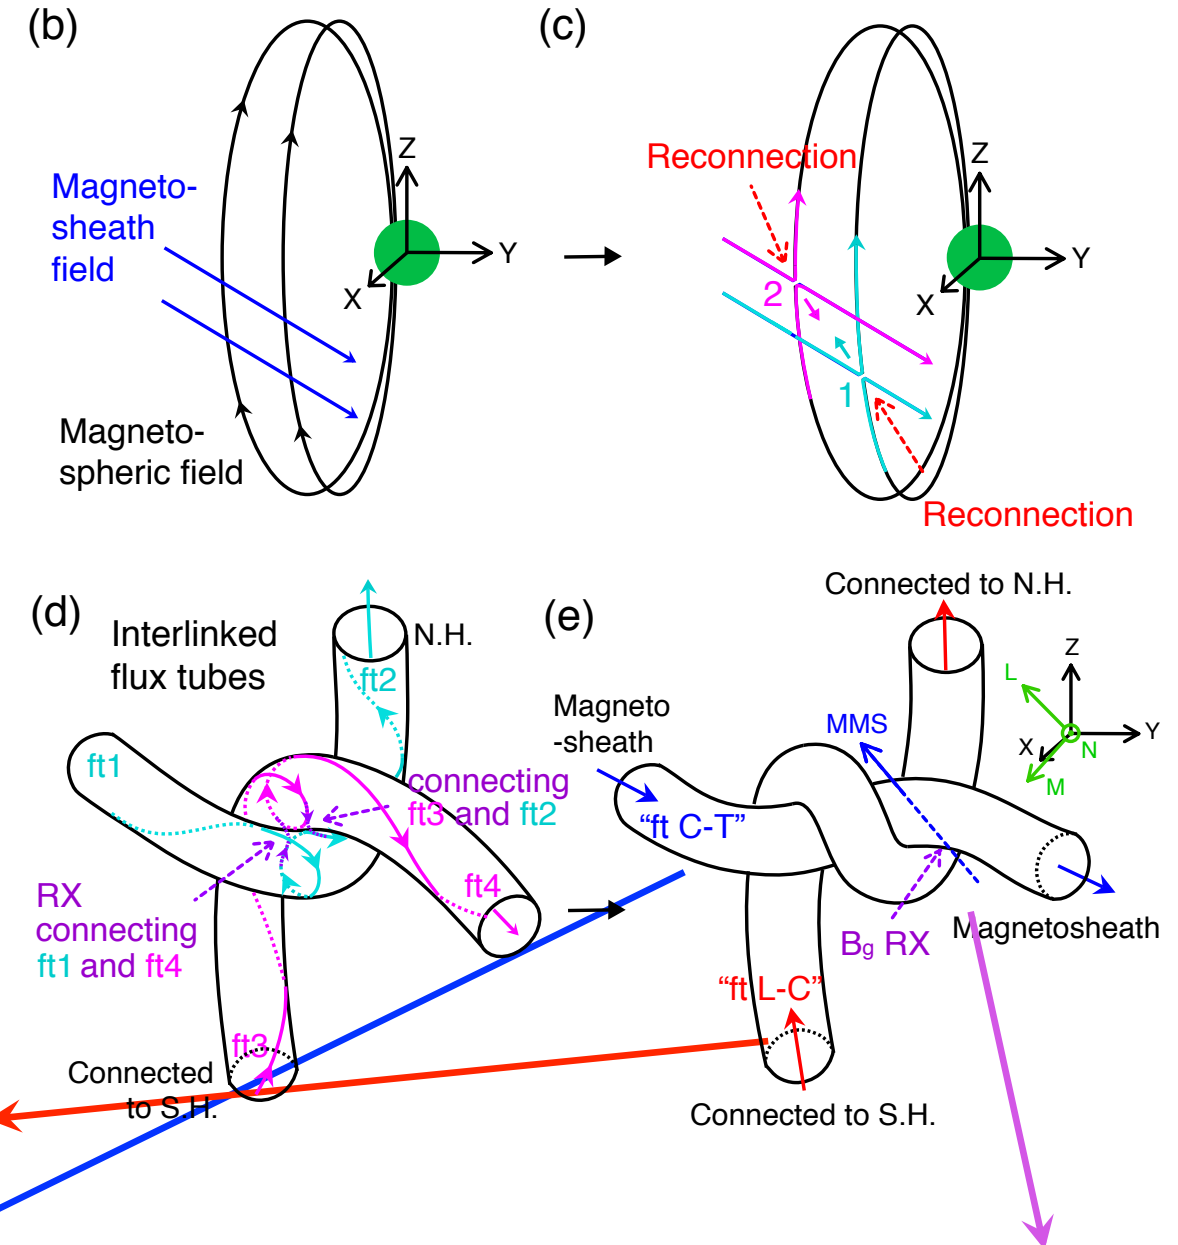 (b)
Magneto-
sheath
field
Z
Y
X
Magneto-
spheric field
(c)
Reconnection
Z
Y
X
2
1
Reconnection
(d)
Interlinked
flux tubes
N.H.
ft2
ft1
connecting
ft3 and ft2
RX
connecting
ft1 and ft4
ft4
ft3
Connected
to S.H.
(e)
Connected to N.H.
Magneto
-sheath
MMS
L
Z
X
Y
N
M
“ft C-T”
Bg RX
Magnetosheath
“ft L-C”
Connected to S.H.